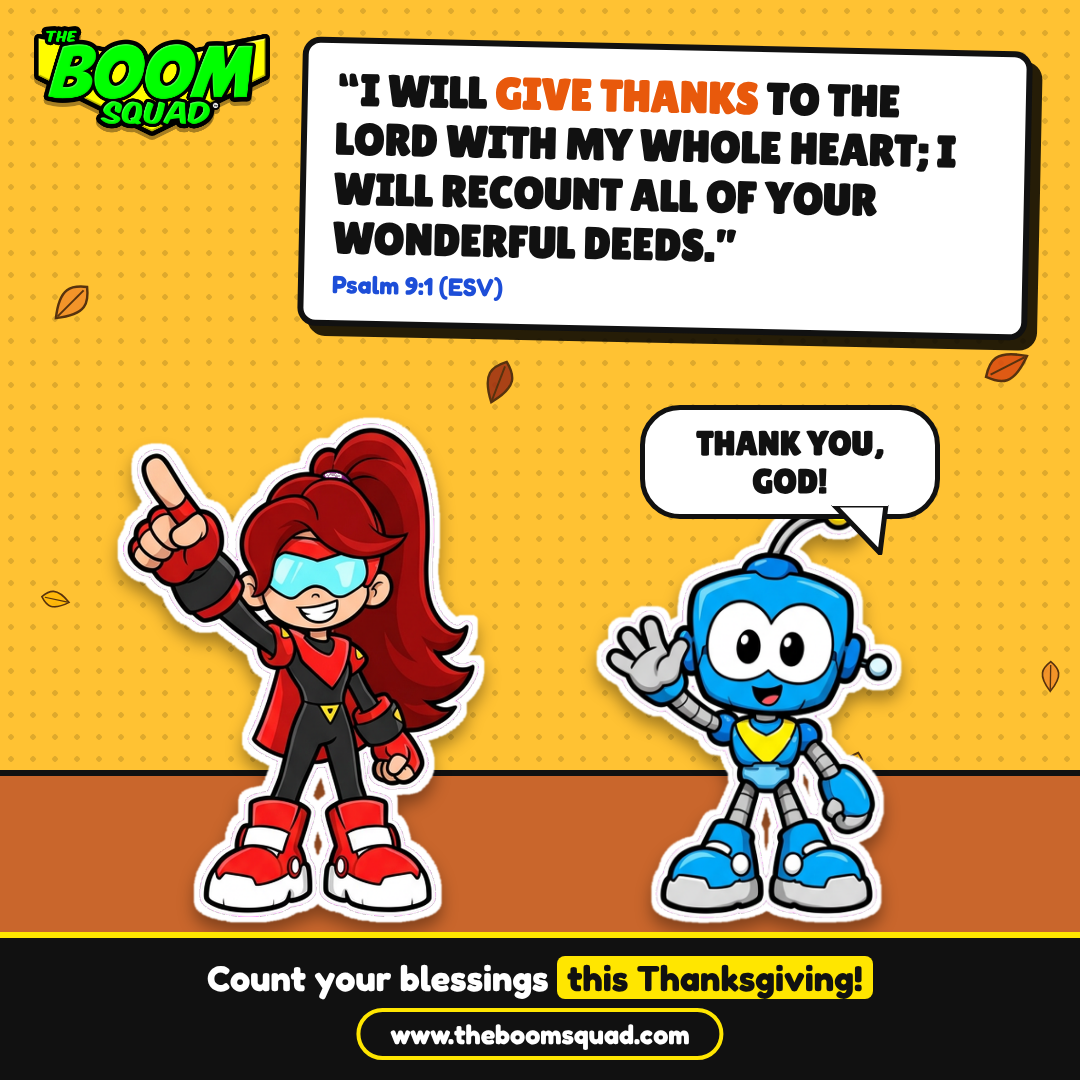 THE
BOOM
SQUAD
“I WILL GIVE THANKS TO THE
LORD WITH MY WHOLE HEART; I
WILL RECOUNT ALL OF YOUR
WONDERFUL DEEDS.”
Psalm 9:1 (ESV)
THANK YOU,
GOD!
Count your blessings this Thanksgiving!
www.theboomsquad.com